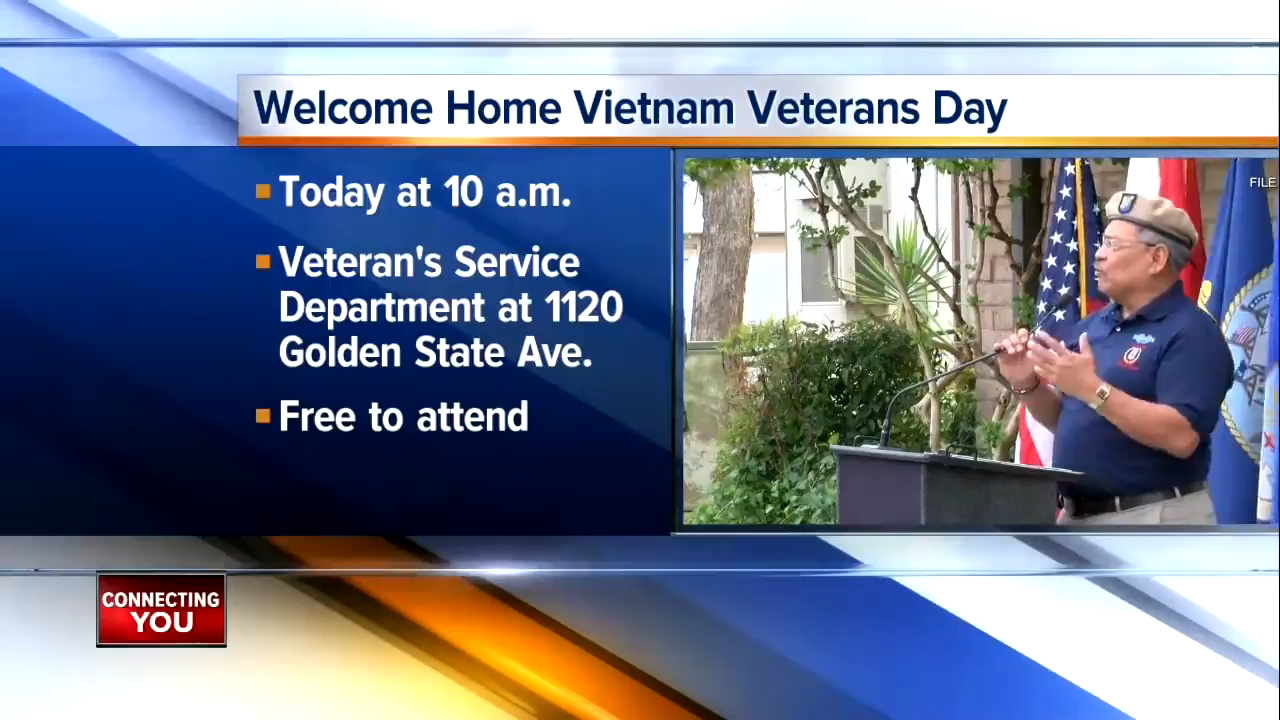 Welcome Home Vietnam Veterans Day
Today at 10 a.m.
Veteran's Service
Department at 1120
Golden State Ave.
Free to attend
FILE
CONNECTING
YOU